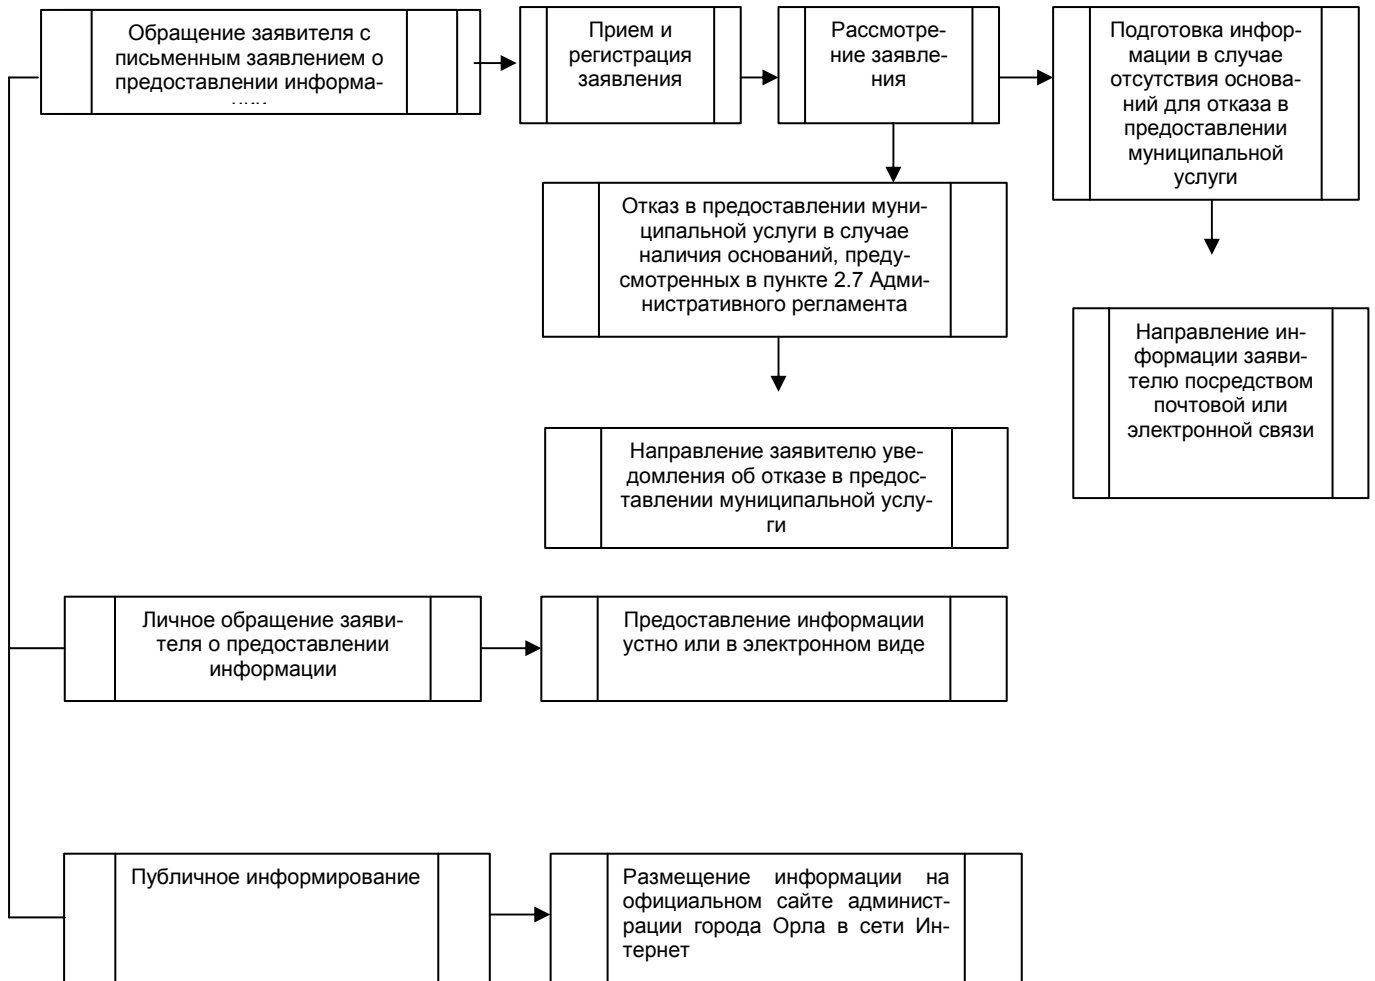 Обращение заявителя с
письменным заявлением о
предоставлении информа-
Прием и
регистрация
заявления
Рассмотре-
ние заявле-
ния
Подготовка инфор-
мации в случае
отсутствия основа-
ний для отказа в
предоставлении
муниципальной
услуги
Отказ в предоставлении муни-
ципальной услуги в случае
наличия оснований, преду-
смотренных в пункте 2.7 Адми-
нистративного регламента
Направление ин-
формации заяви-
телю посредством
почтовой или
электронной связи
Направление заявителю уве-
домления об отказе в предос-
тавлении муниципальной услу-
ги
Личное обращение заяви-
теля о предоставлении
информации
Предоставление информации
устно или в электронном виде
Публичное информирование
Размещение информации на
официальном сайте админист-
рации города Орла в сети Ин-
тернет